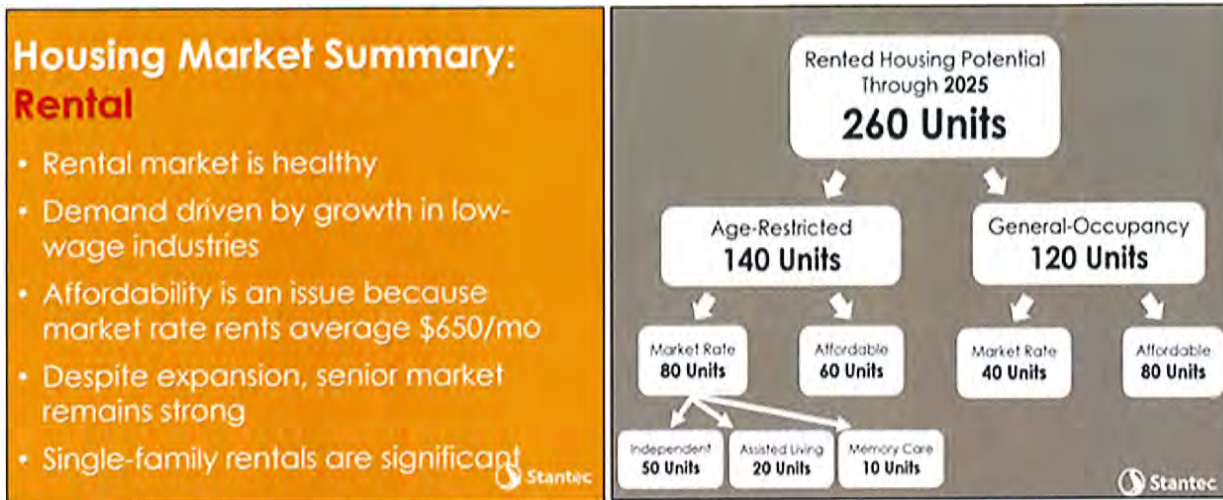 Housing Market Summary:
Rental
• Rental market is healthy
• Demand driven by growth in low-
wage industries
• Affordability is an issue because
market rate rents average $650/mo
• Despite expansion, senior market
remains strong
• Single-family rentals are significant
Stantec
Rented Housing Potential
Through 2025
260 Units
Age-Restricted
140 Units
General-Occupancy
120 Units
Market Rate
80 Units
Affordable
60 Units
Market Rate
40 Units
Affordable
80 Units
Independent
50 Units
Assisted Living
20 Units
Memory Care
10 Units
Stantec